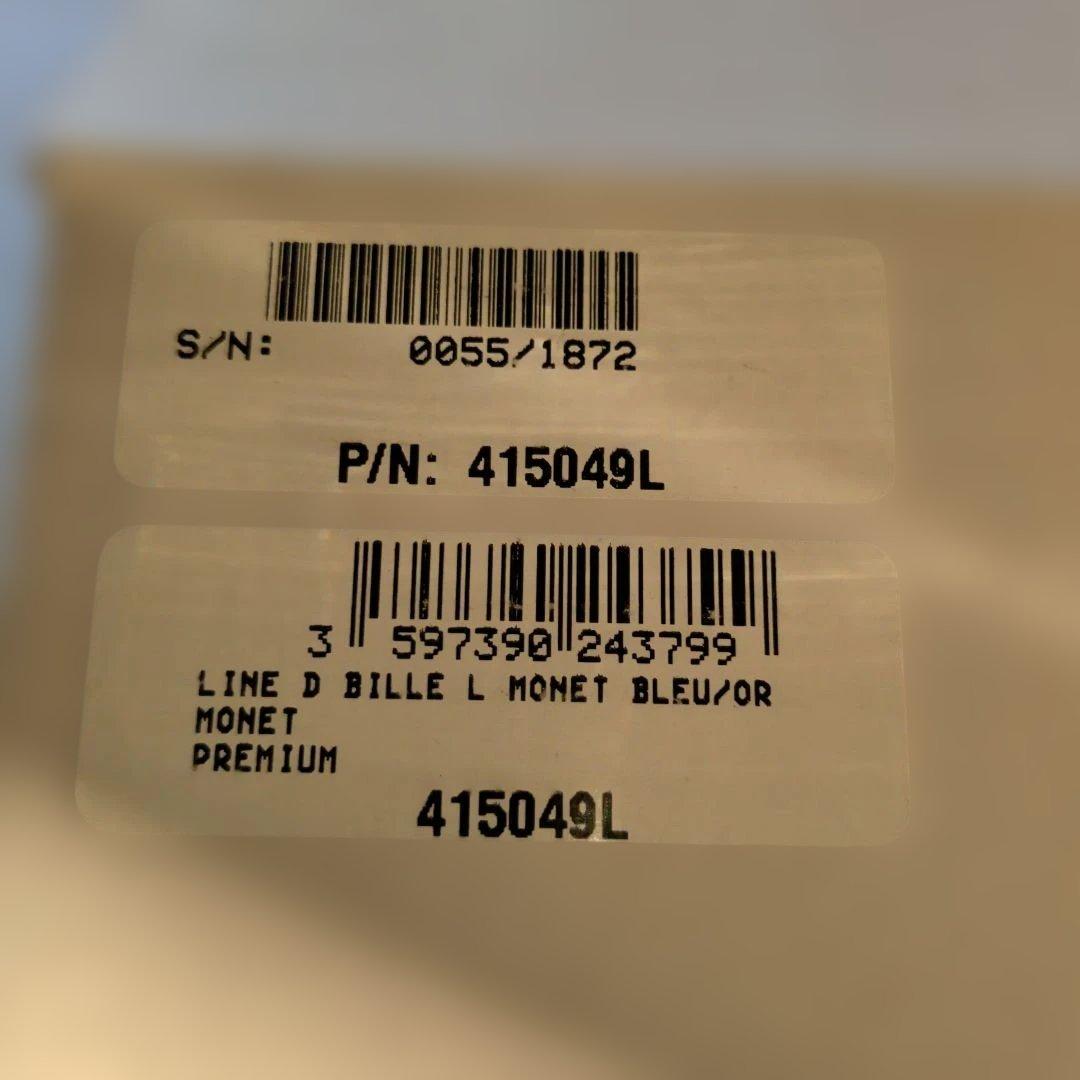 S/N: 0055/1872
P/N: 415049L
3 597390 243799
LINE D BILLE L MONET BLEU/OR
MONET
PREMIUM
415049L